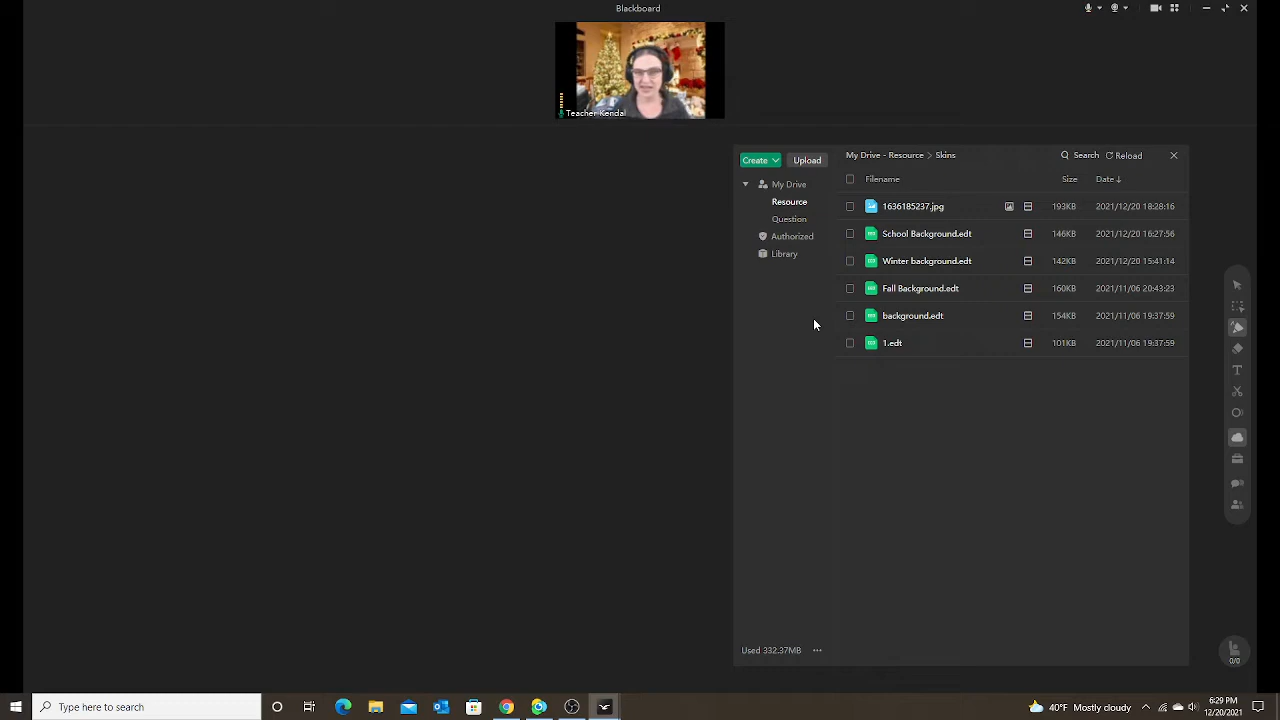 Blackboard
Teacher Kendal
Create Upload My Drive - Resource > Skins Search Reload
Filename Size Date
My Drive
Resource
Question
Authorized
Library
1636185237.jpg 193KB 2021/12/20 18:28:16
School Background.edt 146KB 2021/12/20 16:27:56
Winter background.edt 142KB 2021/12/20 15:41:14
Fall Background.edt 160KB 2021/11/06 20:43:23
background.edt 154KB 2021/11/06 19:37:59
1.edt 101KB 2021/11/06 19:37:59
Used 332.37MB
0/0
Type here to search
40°F Mostly cloudy
6:29 PM
12/20/2021